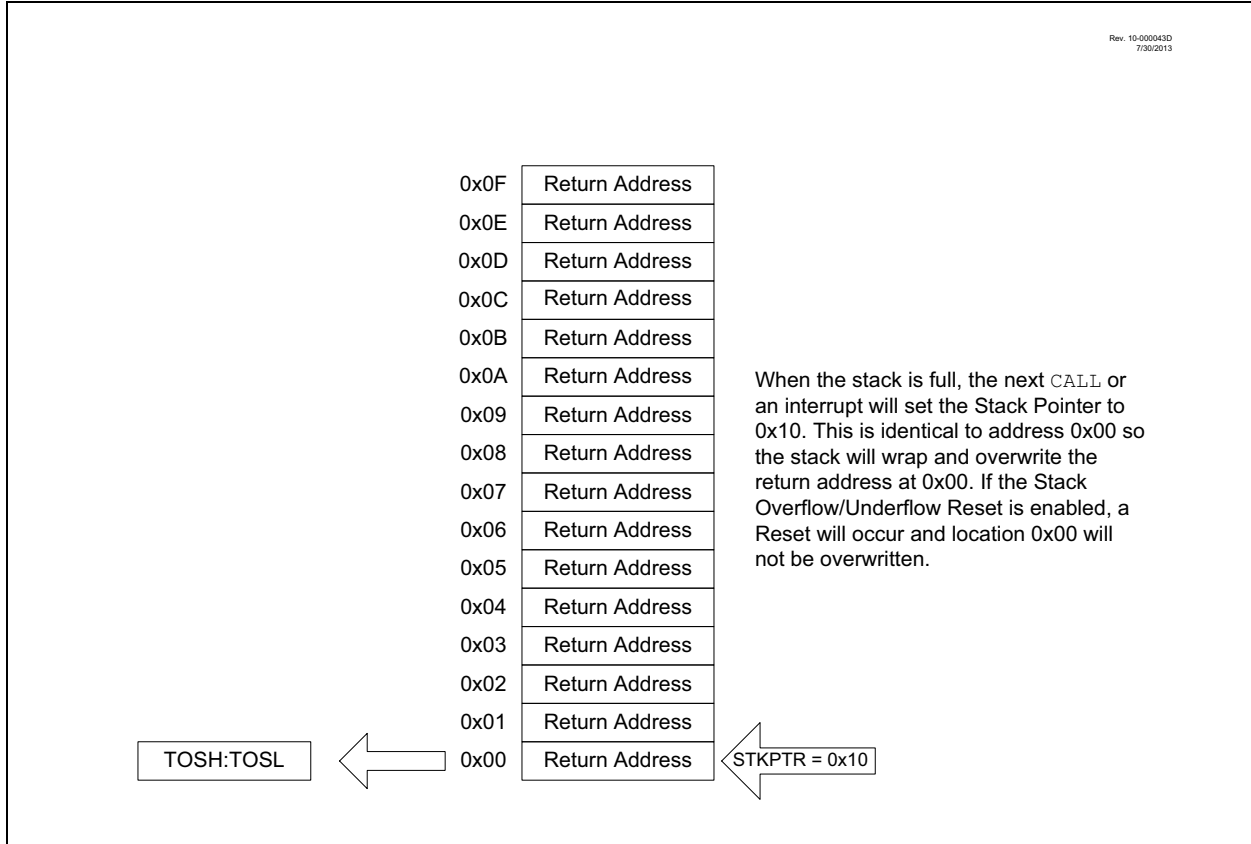 Rev. 10-000043D
7/30/2013
0x0F Return Address
0x0E Return Address
0x0D Return Address
0x0C Return Address
0x0B Return Address
0x0A Return Address
0x09 Return Address
0x08 Return Address
0x07 Return Address
0x06 Return Address
0x05 Return Address
0x04 Return Address
0x03 Return Address
0x02 Return Address
0x01 Return Address
TOSH:TOSL 0x00 Return Address STKPTR = 0x10
When the stack is full, the next CALL or
an interrupt will set the Stack Pointer to
0x10. This is identical to address 0x00 so
the stack will wrap and overwrite the
return address at 0x00. If the Stack
Overflow/Underflow Reset is enabled, a
Reset will occur and location 0x00 will
not be overwritten.